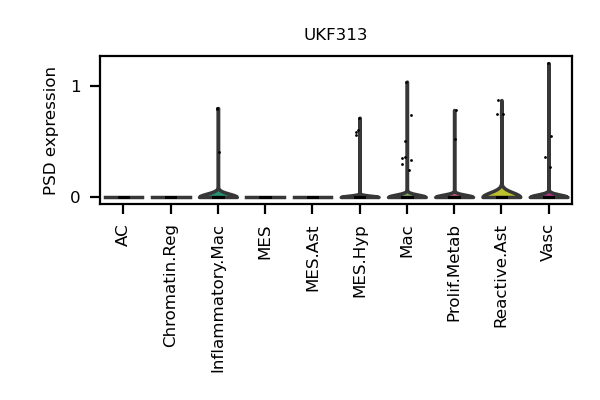 UKF313
PSD expression
1
0
AC
Chromatin.Reg
Inflammatory.Mac
MES
MES.Ast
MES.Hyp
Mac
Prolif.Metab
Reactive.Ast
Vasc